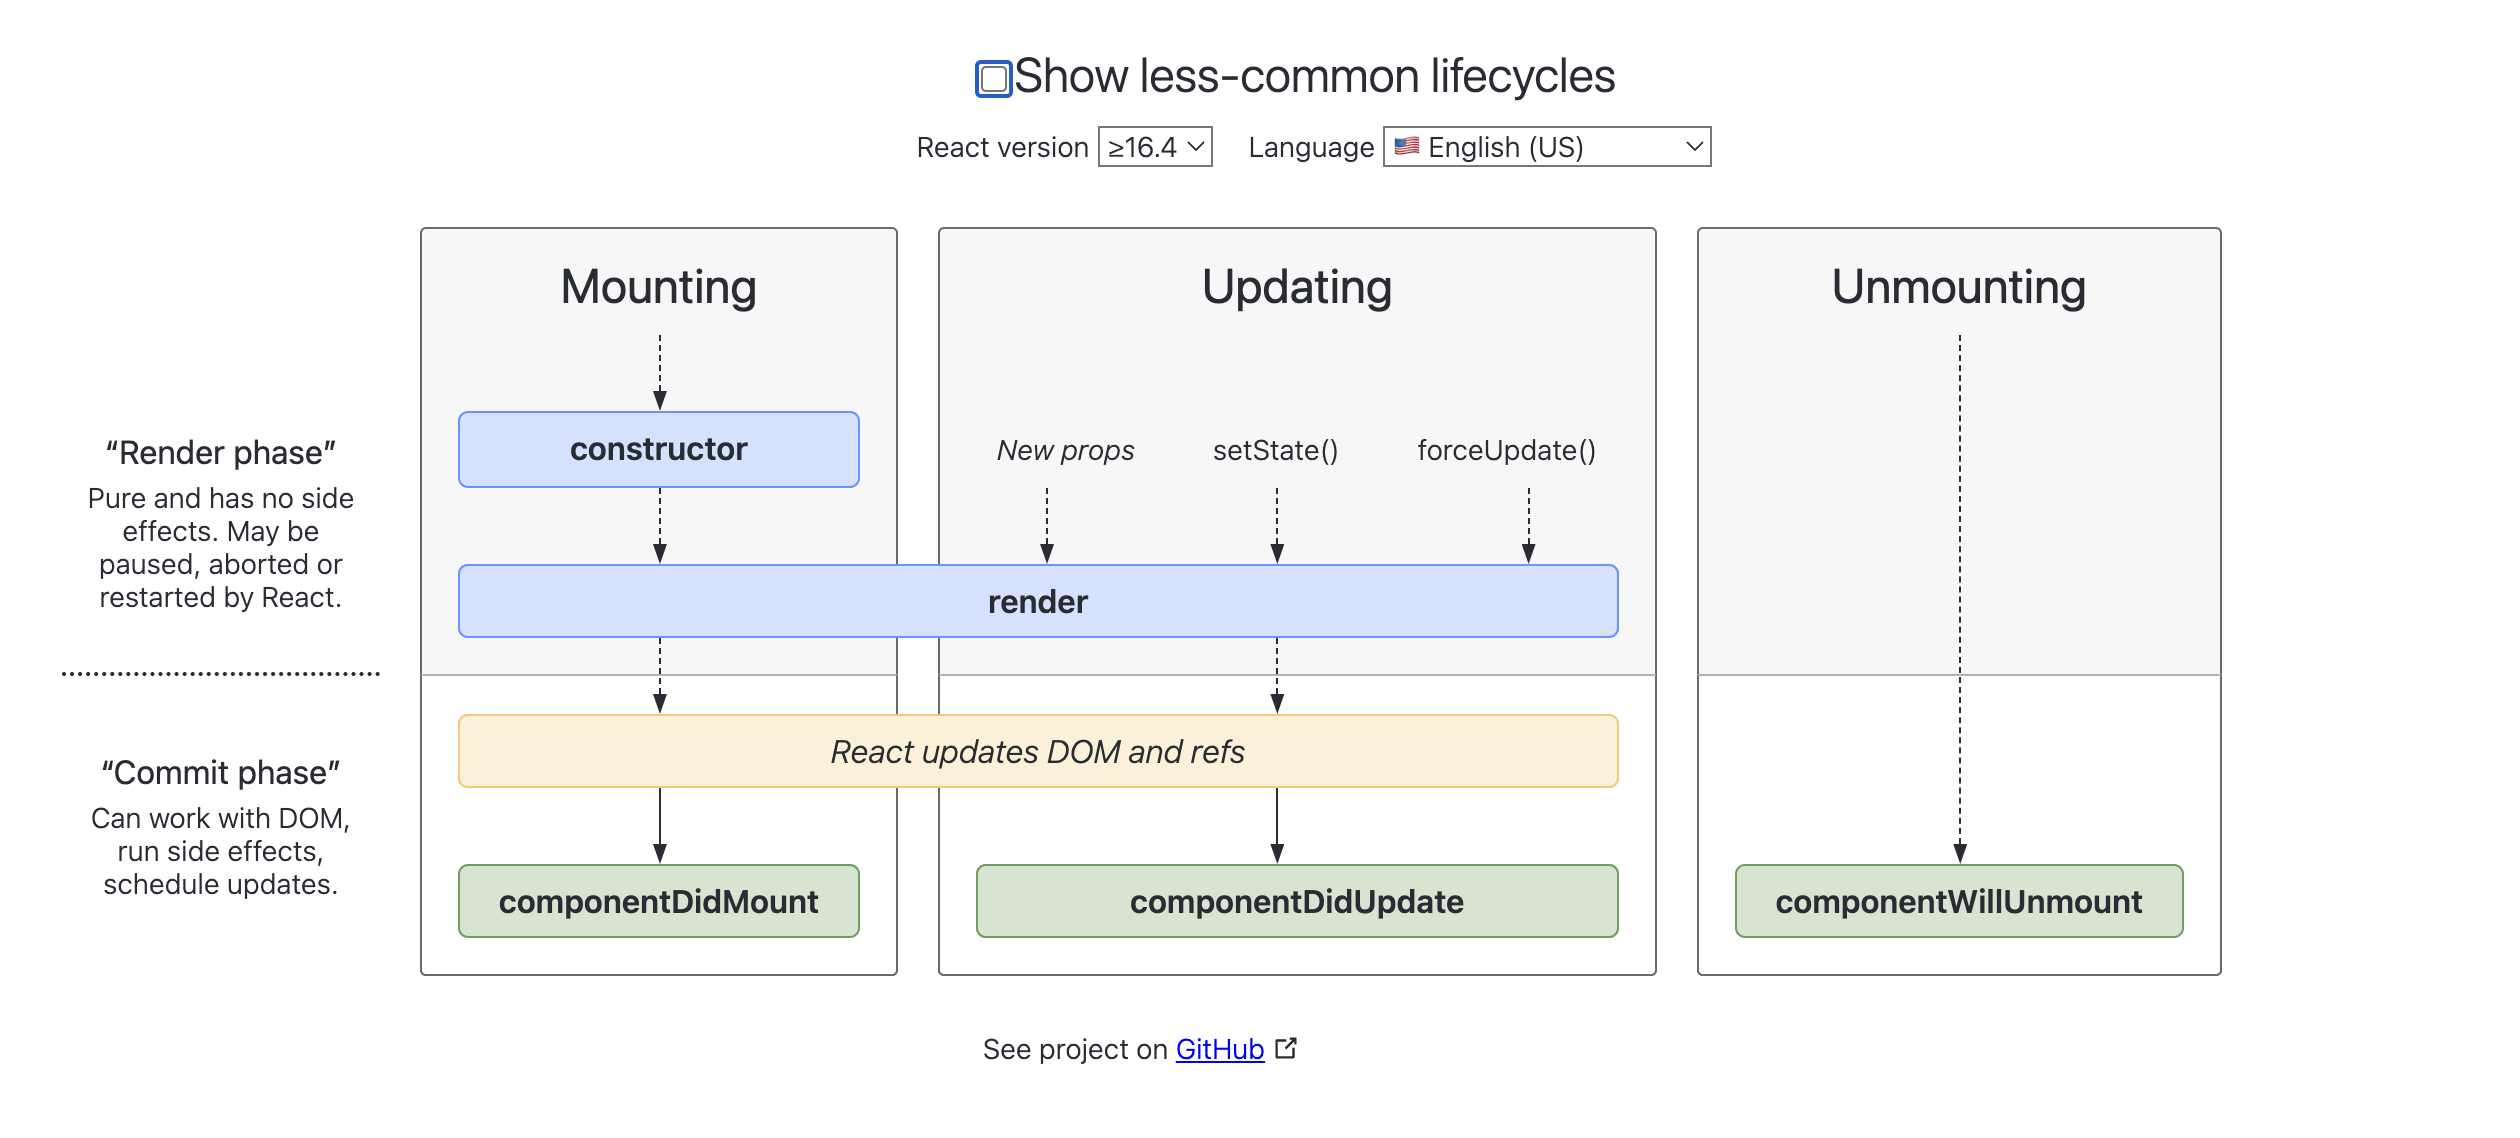 Show less-common lifecycles
React version ≥16.4 Language 🇺🇸 English (US)
Mounting
Updating
Unmounting
“Render phase”
Pure and has no side
effects. May be
paused, aborted or
restarted by React.
constructor
New props
setState()
forceUpdate()
render
“Commit phase”
Can work with DOM,
run side effects,
schedule updates.
React updates DOM and refs
componentDidMount
componentDidUpdate
componentWillUnmount
See project on GitHub